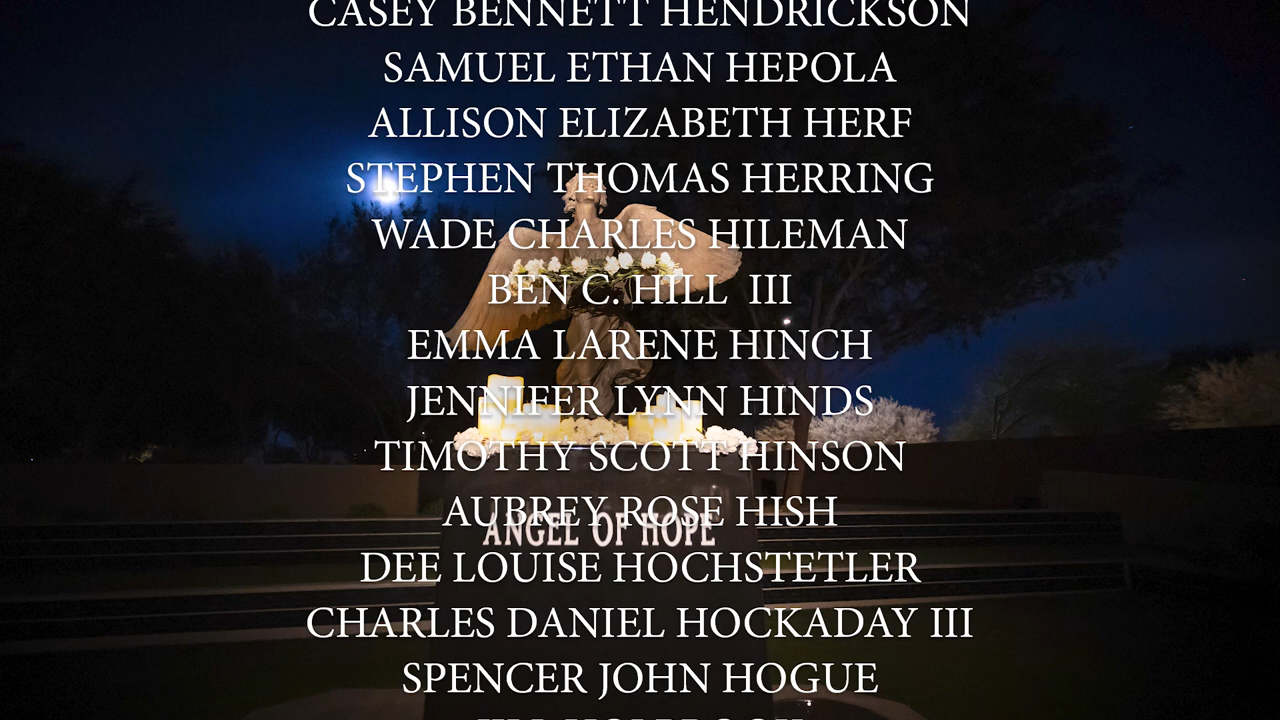 CASEY BENNETT HENDRICKSON
SAMUEL ETHAN HEPOLA
ALLISON ELIZABETH HERF
STEPHEN THOMAS HERRING
WADE CHARLES HILEMAN
BEN C. HILL  III
EMMA LARENE HINCH
JENNIFER LYNN HINDS
TIMOTHY SCOTT HINSON
AUBREY ROSE HISH
ANGEL OF HOPE
DEE LOUISE HOCHSTETLER
CHARLES DANIEL HOCKADAY III
SPENCER JOHN HOGUE